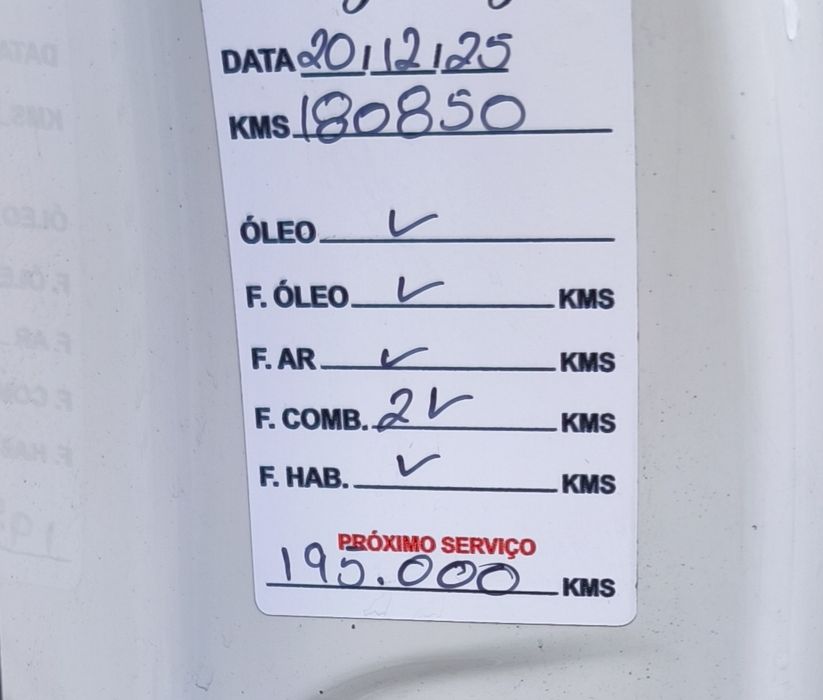 DATA 20/12/25
KMS 180850
ÓLEO ✓
F. ÓLEO ✓ KMS
F. AR ✓ KMS
F. COMB. 2 ✓ KMS
F. HAB. ✓ KMS
PRÓXIMO SERVIÇO
195.000 KMS